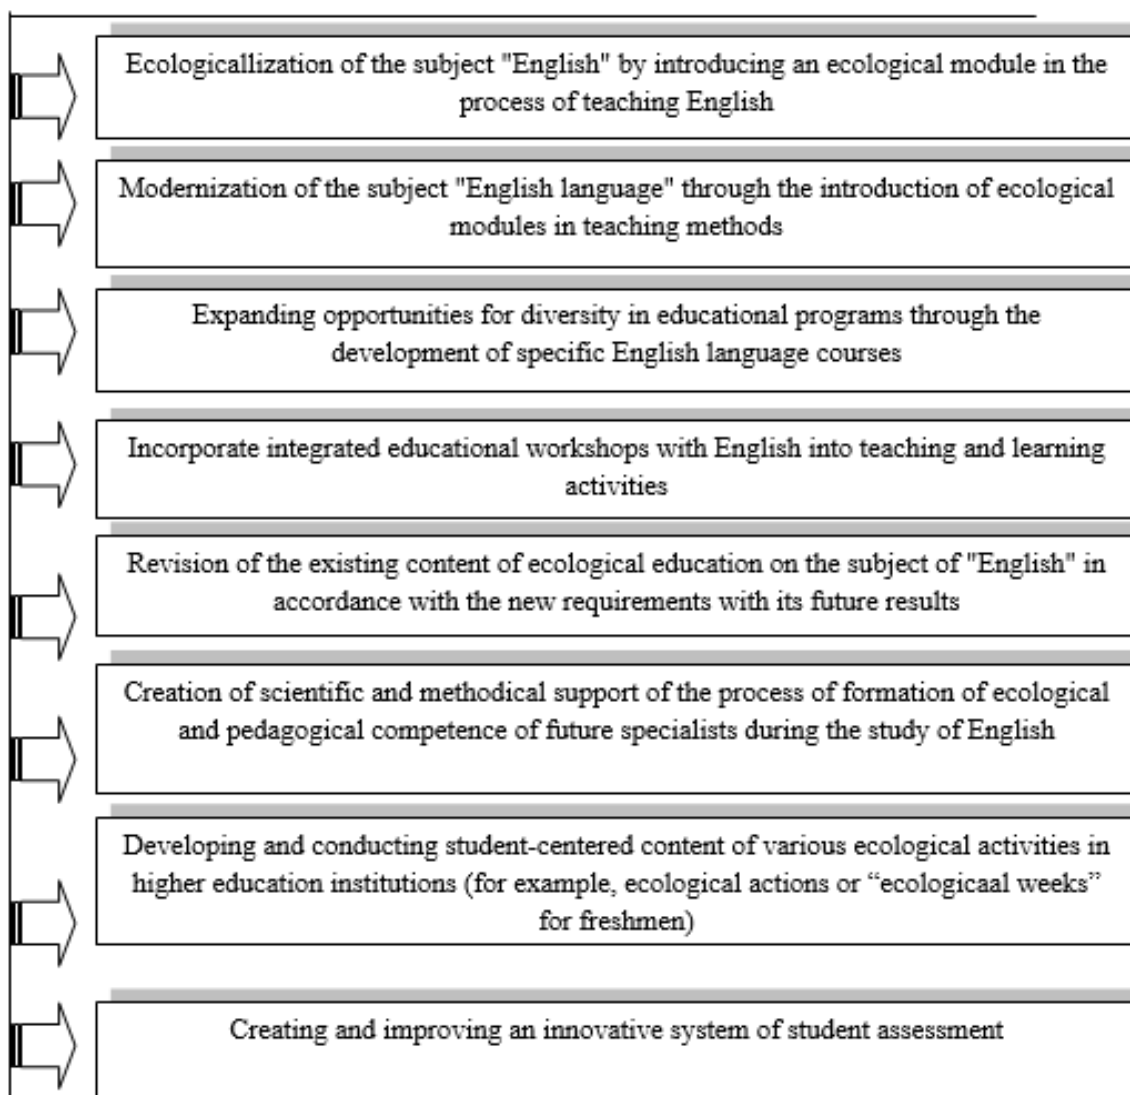 Ecologicallization of the subject "English" by introducing an ecological module in the
process of teaching English
Modernization of the subject "English language" through the introduction of ecological
modules in teaching methods
Expanding opportunities for diversity in educational programs through the
development of specific English language courses
Incorporate integrated educational workshops with English into teaching and learning
activities
Revision of the existing content of ecological education on the subject of "English" in
accordance with the new requirements with its future results
Creation of scientific and methodical support of the process of formation of ecological
and pedagogical competence of future specialists during the study of English
Developing and conducting student-centered content of various ecological activities in
higher education institutions (for example, ecological actions or “ecologicaal weeks”
for freshmen)
Creating and improving an innovative system of student assessment